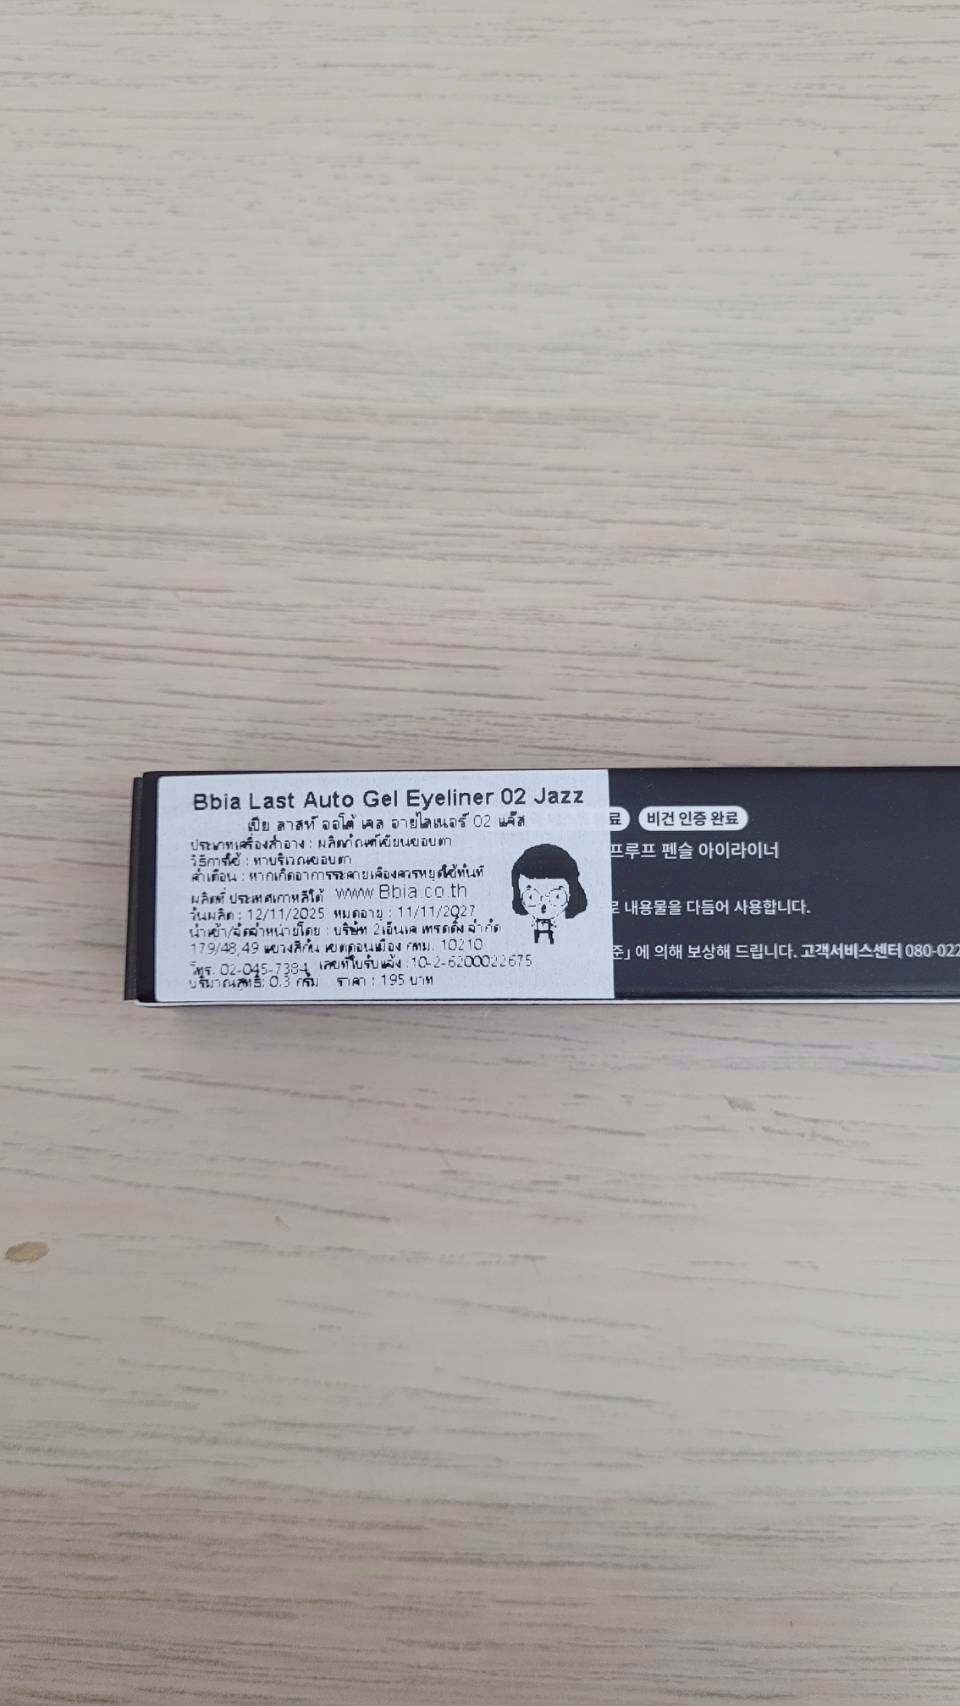 Bbia Last Auto Gel Eyeliner 02 Jazz
เบีย ลาสท์ ออโต้ เจล อายไลเนอร์ 02 แจ๊ส
ประเภทเครื่องสำอาง : ผลิตภัณฑ์เขียนขอบตา
วิธีการใช้ : ทาบริเวณขอบตา
คำเตือน : หากเกิดอาการระคายเคืองควรหยุดใช้ทันที
ผลิตที่ ประเทศเกาหลีใต้ www.Bbia.co.th
วันผลิต : 12/11/2025 หมดอายุ : 11/11/2027
นำเข้า/จัดจำหน่ายโดย : บริษัท 2เอ็นเค เทรดดิ้ง จำกัด
179/48,49 แขวงสีกัน เขตดอนเมือง กทม. 10210
โทร. 02-045-7384 เลขที่ใบรับแจ้ง :10-2-6200022675
ปริมาณสุทธิ: 0.3 กรัม ราคา : 195 บาท
료 비건 인증 완료
프루프 펜슬 아이라이너
로 내용물을 다듬어 사용합니다.
준」에 의해 보상해 드립니다. 고객서비스센터 080-022